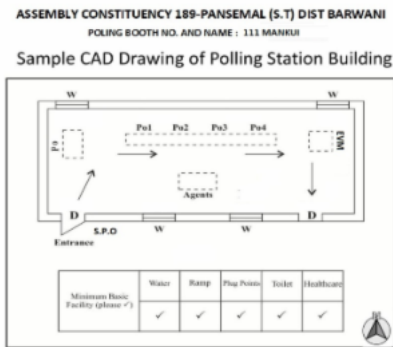 ASSEMBLY CONSTITUENCY 189-PANSEMAL (S.T) DIST BARWANI
POLING BOOTH NO. AND NAME : 111 MANKUI
Sample CAD Drawing of Polling Station Building
W W
Po1 Po2 Po3 Po4
Po
EVM
Agents
D D
S.P.O
Entrance
W W
Water Ramp Plug Points Toilet Healthcare
Minimum Basic
Facility (please ✓)
✓ ✓ ✓ ✓ ✓